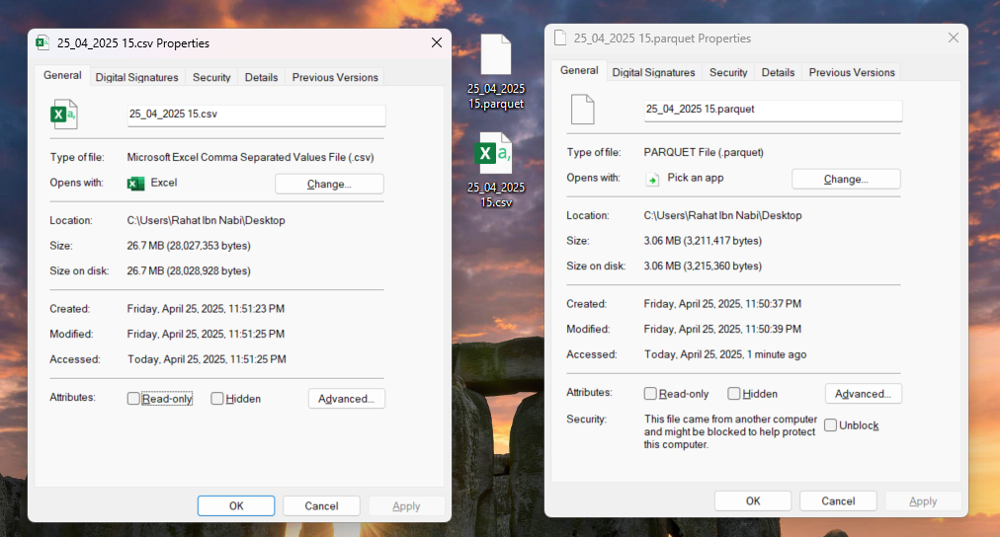 25_04_2025 15.csv Properties
General
Digital Signatures
Security
Details
Previous Versions
25_04_2025 15.csv
Type of file: Microsoft Excel Comma Separated Values File (.csv)
Opens with: Excel
Change...
Location: C:\Users\Rahat Ibn Nabi\Desktop
Size: 26.7 MB (28,027,353 bytes)
Size on disk: 26.7 MB (28,028,928 bytes)
Created: Friday, April 25, 2025, 11:51:23 PM
Modified: Friday, April 25, 2025, 11:51:25 PM
Accessed: Today, April 25, 2025, 11:51:25 PM
Attributes: Read-only Hidden
Advanced...
OK
Cancel
Apply
25_04_2025
15.parquet
25_04_2025
15.csv
25_04_2025 15.parquet Properties
General
Digital Signatures
Security
Details
Previous Versions
25_04_2025 15.parquet
Type of file: PARQUET File (.parquet)
Opens with: Pick an app
Change...
Location: C:\Users\Rahat Ibn Nabi\Desktop
Size: 3.06 MB (3,211,417 bytes)
Size on disk: 3.06 MB (3,215,360 bytes)
Created: Friday, April 25, 2025, 11:50:37 PM
Modified: Friday, April 25, 2025, 11:50:39 PM
Accessed: Today, April 25, 2025, 1 minute ago
Attributes: Read-only Hidden
Advanced...
Security: This file came from another computer
and might be blocked to help protect
this computer.
Unblock
OK
Cancel
Apply